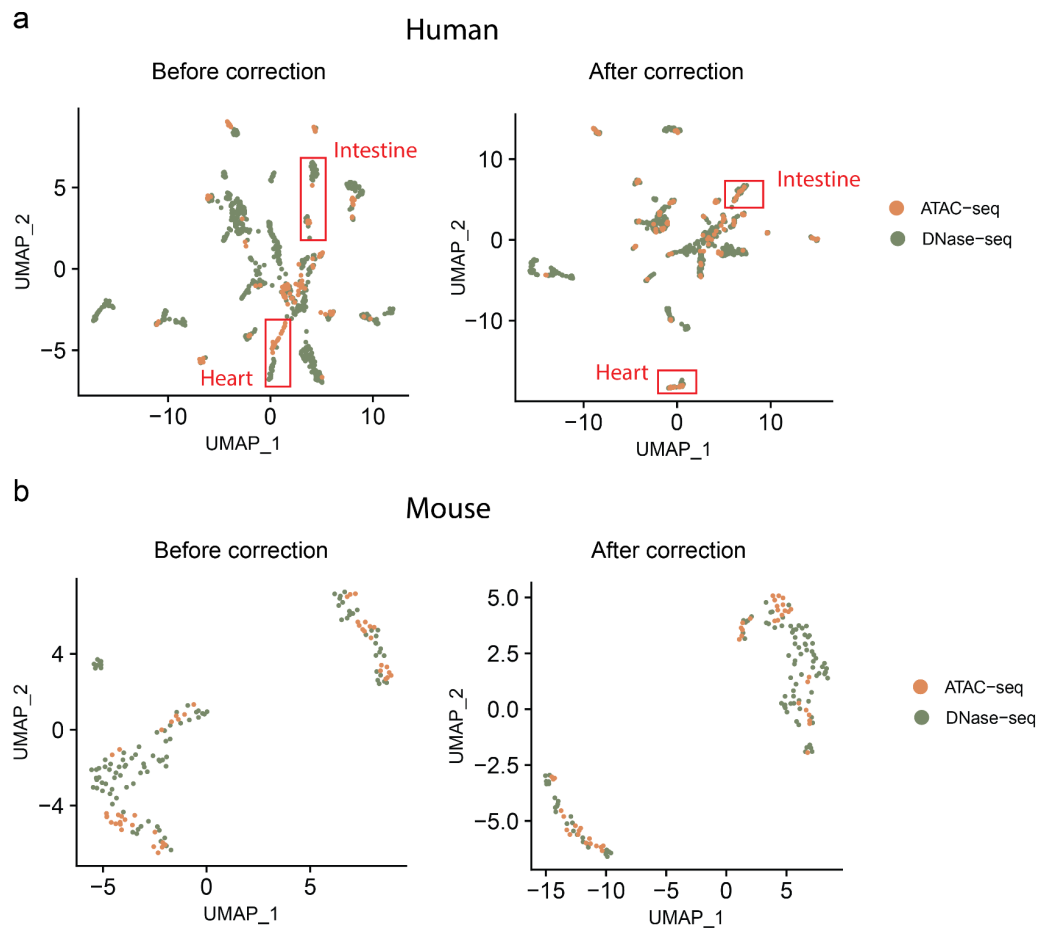 a
Human
Before correction
After correction
5
0
−5
−10
0
10
UMAP_1
UMAP_2
Intestine
Heart
10
0
−10
−10
0
10
UMAP_1
UMAP_2
Intestine
Heart
ATAC−seq
DNase−seq
b
Mouse
Before correction
After correction
4
0
−4
−5
0
5
UMAP_1
UMAP_2
5.0
2.5
0.0
−2.5
−5.0
−15
−10
−5
0
5
UMAP_1
UMAP_2
ATAC−seq
DNase−seq